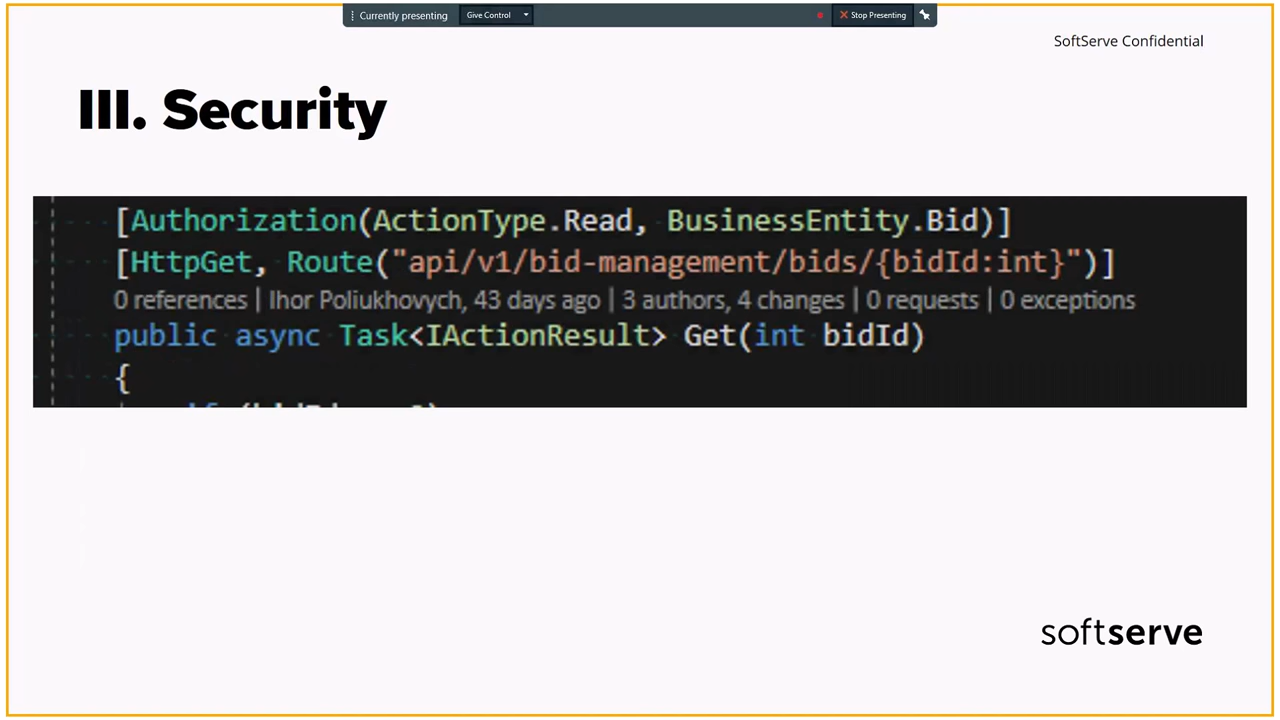 Currently presenting Give Control Stop Presenting
SoftServe Confidential
III. Security
[Authorization(ActionType.Read, BusinessEntity.Bid)]
[HttpGet, Route("api/v1/bid-management/bids/{bidId:int}")]
0 references | Ihor Poliukhovych, 43 days ago | 3 authors, 4 changes | 0 requests | 0 exceptions
public async Task<IActionResult> Get(int bidId)
{
softserve